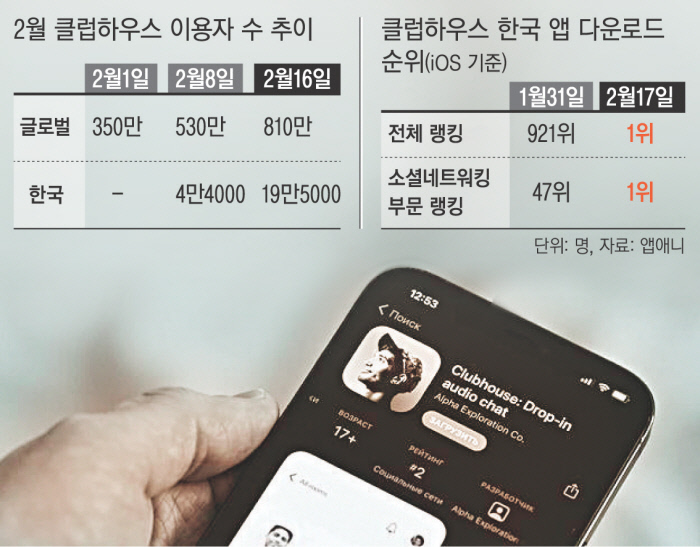 2월 클럽하우스 이용자 수 추이
2월1일 2월8일 2월16일
글로벌 350만 530만 810만
한국 – 4만4000 19만5000
클럽하우스 한국 앱 다운로드
순위(iOS 기준)
1월31일 2월17일
전체 랭킹 921위 1위
소셜네트워킹
부문 랭킹 47위 1위
단위: 명, 자료: 앱애니
12:53
Поиск
Clubhouse: Drop-in
audio chat
Alpha Exploration Co.
ЗАГРУЗИТЬ
КИ
ВОЗРАСТ
17+
РЕЙТИНГ
#2
Социальные сети
РАЗРАБОТЧИК
Alpha Exploration